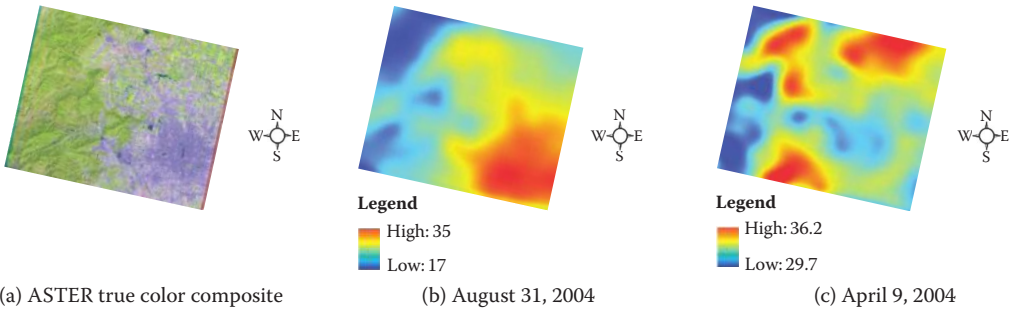 N
W E
S
N
W E
S
N
W E
S
Legend
High: 35
Low: 17
Legend
High: 36.2
Low: 29.7
(a) ASTER true color composite
(b) August 31, 2004
(c) April 9, 2004